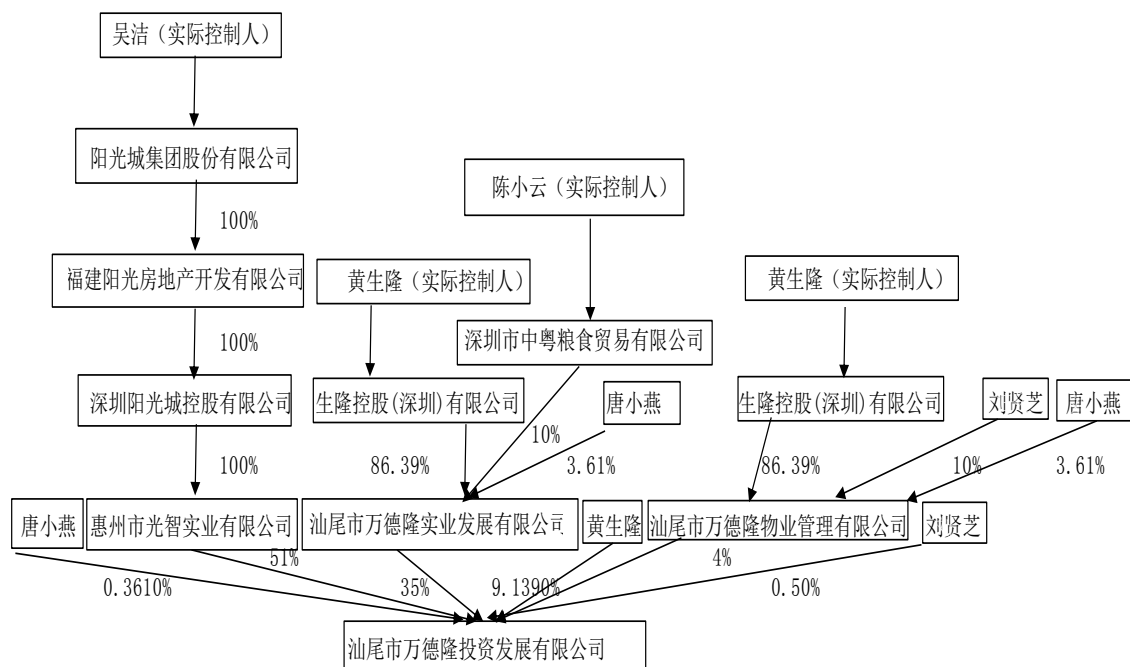 吴洁（实际控制人）
阳光城集团股份有限公司
陈小云（实际控制人）
100%
福建阳光房地产开发有限公司
黄生隆（实际控制人）
黄生隆（实际控制人）
100%
深圳市中粤粮食贸易有限公司
深圳阳光城控股有限公司
生隆控股(深圳)有限公司
唐小燕
生隆控股(深圳)有限公司
刘贤芝
唐小燕
10%
100%
86.39%
3.61%
86.39%
10%
3.61%
唐小燕
惠州市光智实业有限公司
汕尾市万德隆实业发展有限公司
黄生隆
汕尾市万德隆物业管理有限公司
刘贤芝
51%
4%
0.3610%
35%
9.1390%
0.50%
汕尾市万德隆投资发展有限公司